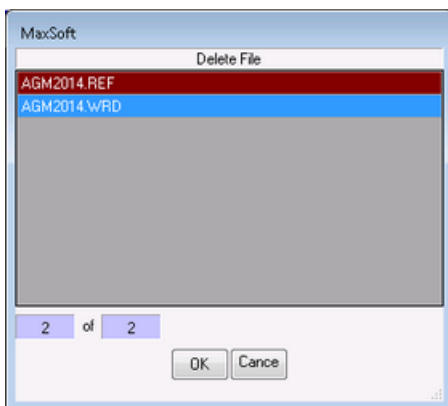 MaxSoft
Delete File
AGM2014.REF
AGM2014.WRD
2 of 2
OK Cance